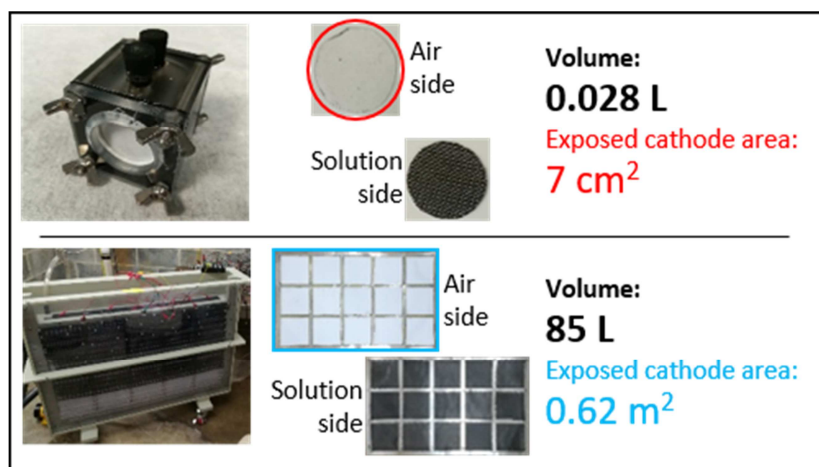 Air
side
Solution
side
Volume:
0.028 L
Exposed cathode area:
7 cm²
Air
side
Solution
side
Volume:
85 L
Exposed cathode area:
0.62 m²